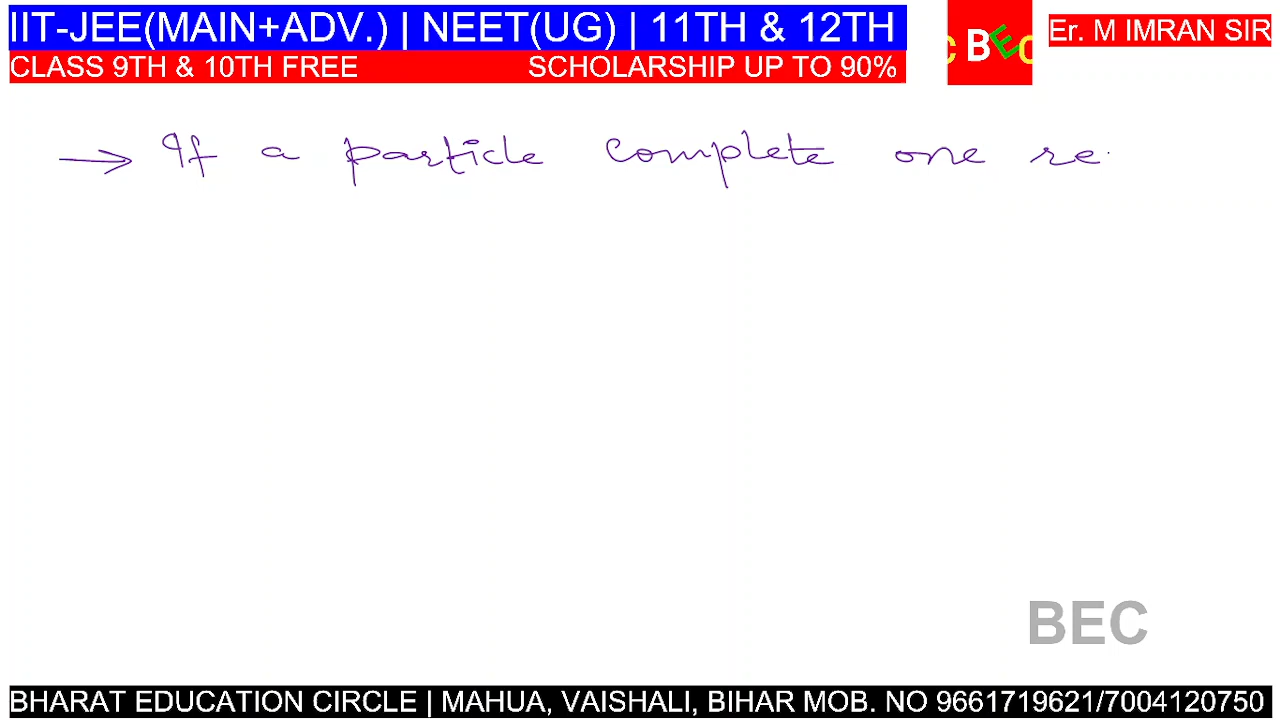 IIT-JEE(MAIN+ADV.) | NEET(UG) | 11TH & 12TH
Er. M IMRAN SIR
CLASS 9TH & 10TH FREE SCHOLARSHIP UP TO 90%
C BEC
→ If a particle complete one re
BEC
BHARAT EDUCATION CIRCLE | MAHUA, VAISHALI, BIHAR MOB. NO 9661719621/7004120750